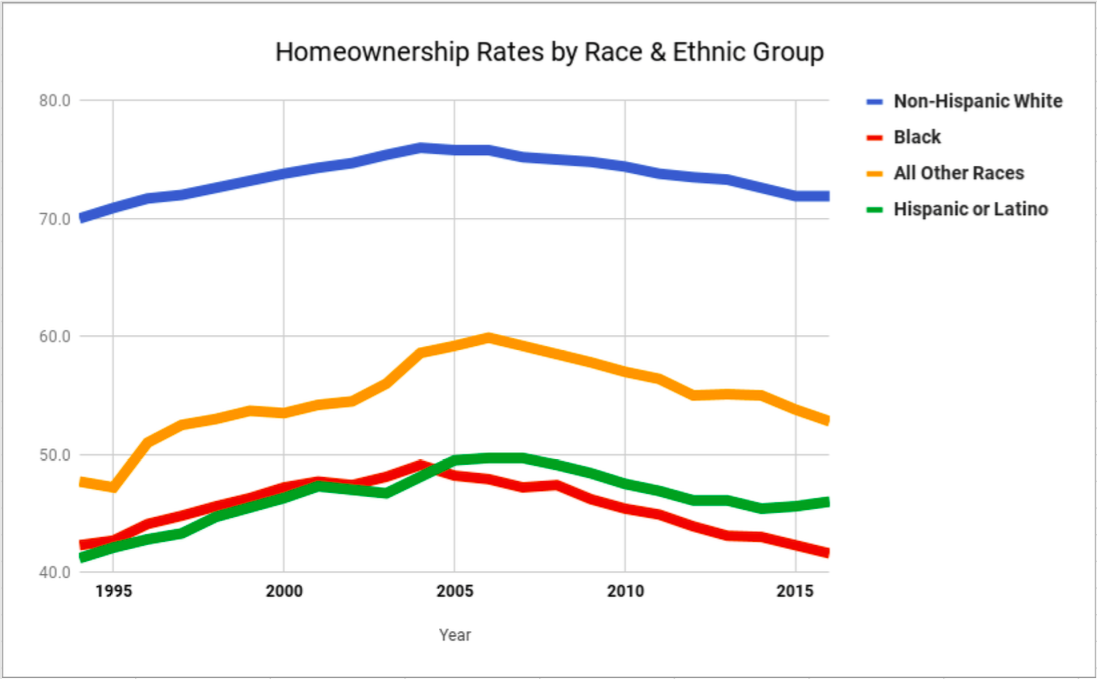 Homeownership Rates by Race & Ethnic Group
80.0
70.0
60.0
50.0
40.0
1995 2000 2005 2010 2015
Year
Non-Hispanic White
Black
All Other Races
Hispanic or Latino